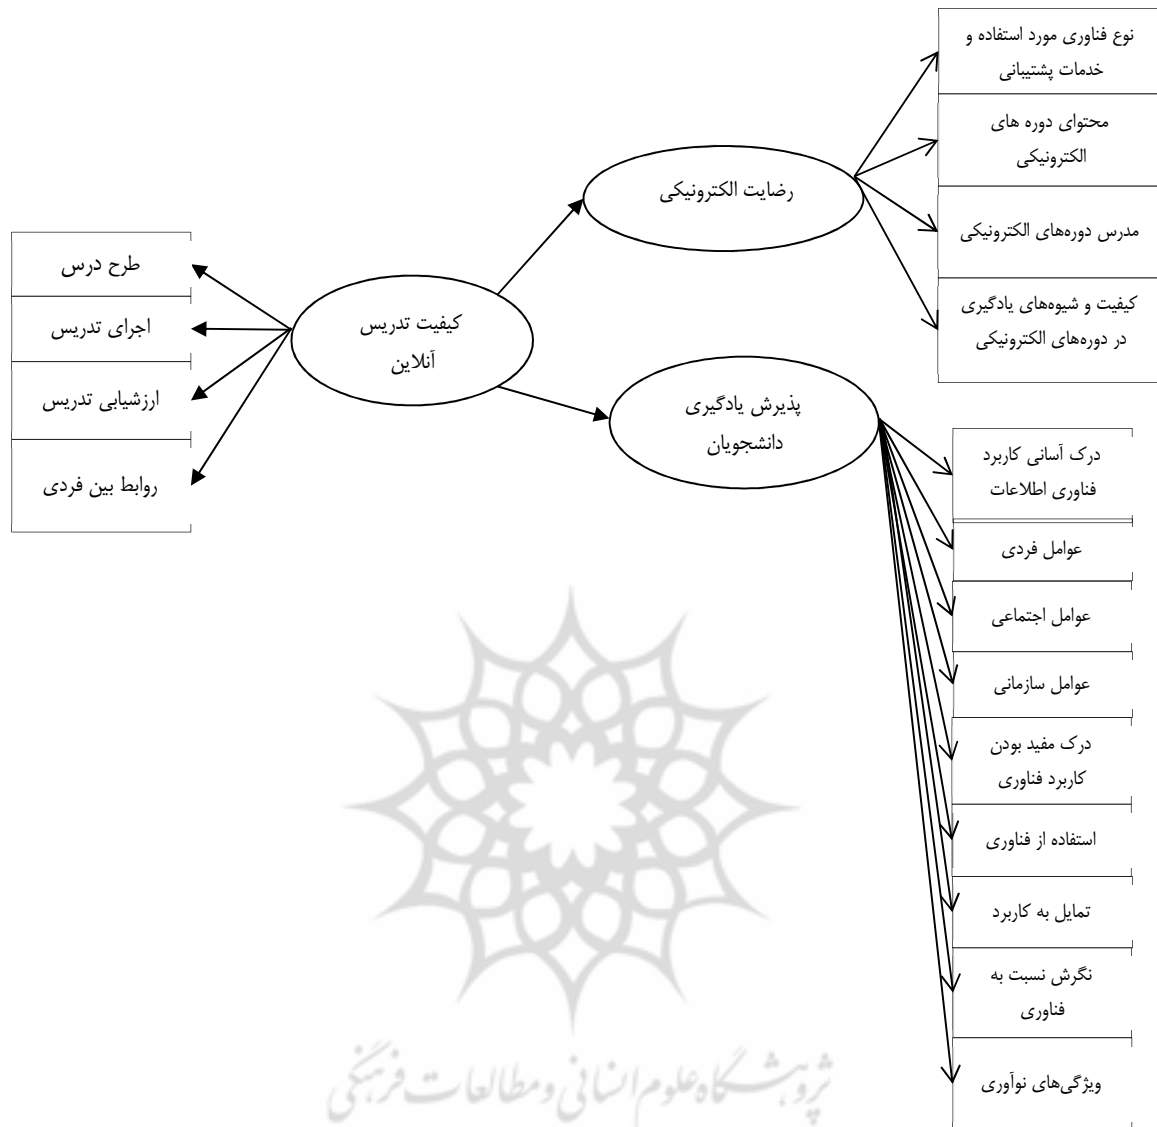 نوع فناوری مورد استفاده و
خدمات پشتیبانی
محتوای دوره های
الکترونیکی
مدرس دوره‌های الکترونیکی
کیفیت و شیوه‌های یادگیری
در دوره‌های الکترونیکی
رضایت الکترونیکی
کیفیت تدریس
آنلاین
طرح درس
اجرای تدریس
ارزشیابی تدریس
روابط بین فردی
پذیرش یادگیری
دانشجویان
درک آسانی کاربرد
فناوری اطلاعات
عوامل فردی
عوامل اجتماعی
عوامل سازمانی
درک مفید بودن
کاربرد فناوری
استفاده از فناوری
تمایل به کاربرد
نگرش نسبت به
فناوری
ویژگی‌های نوآوری
پژوهشگاه علوم انسانی و مطالعات فرهنگی